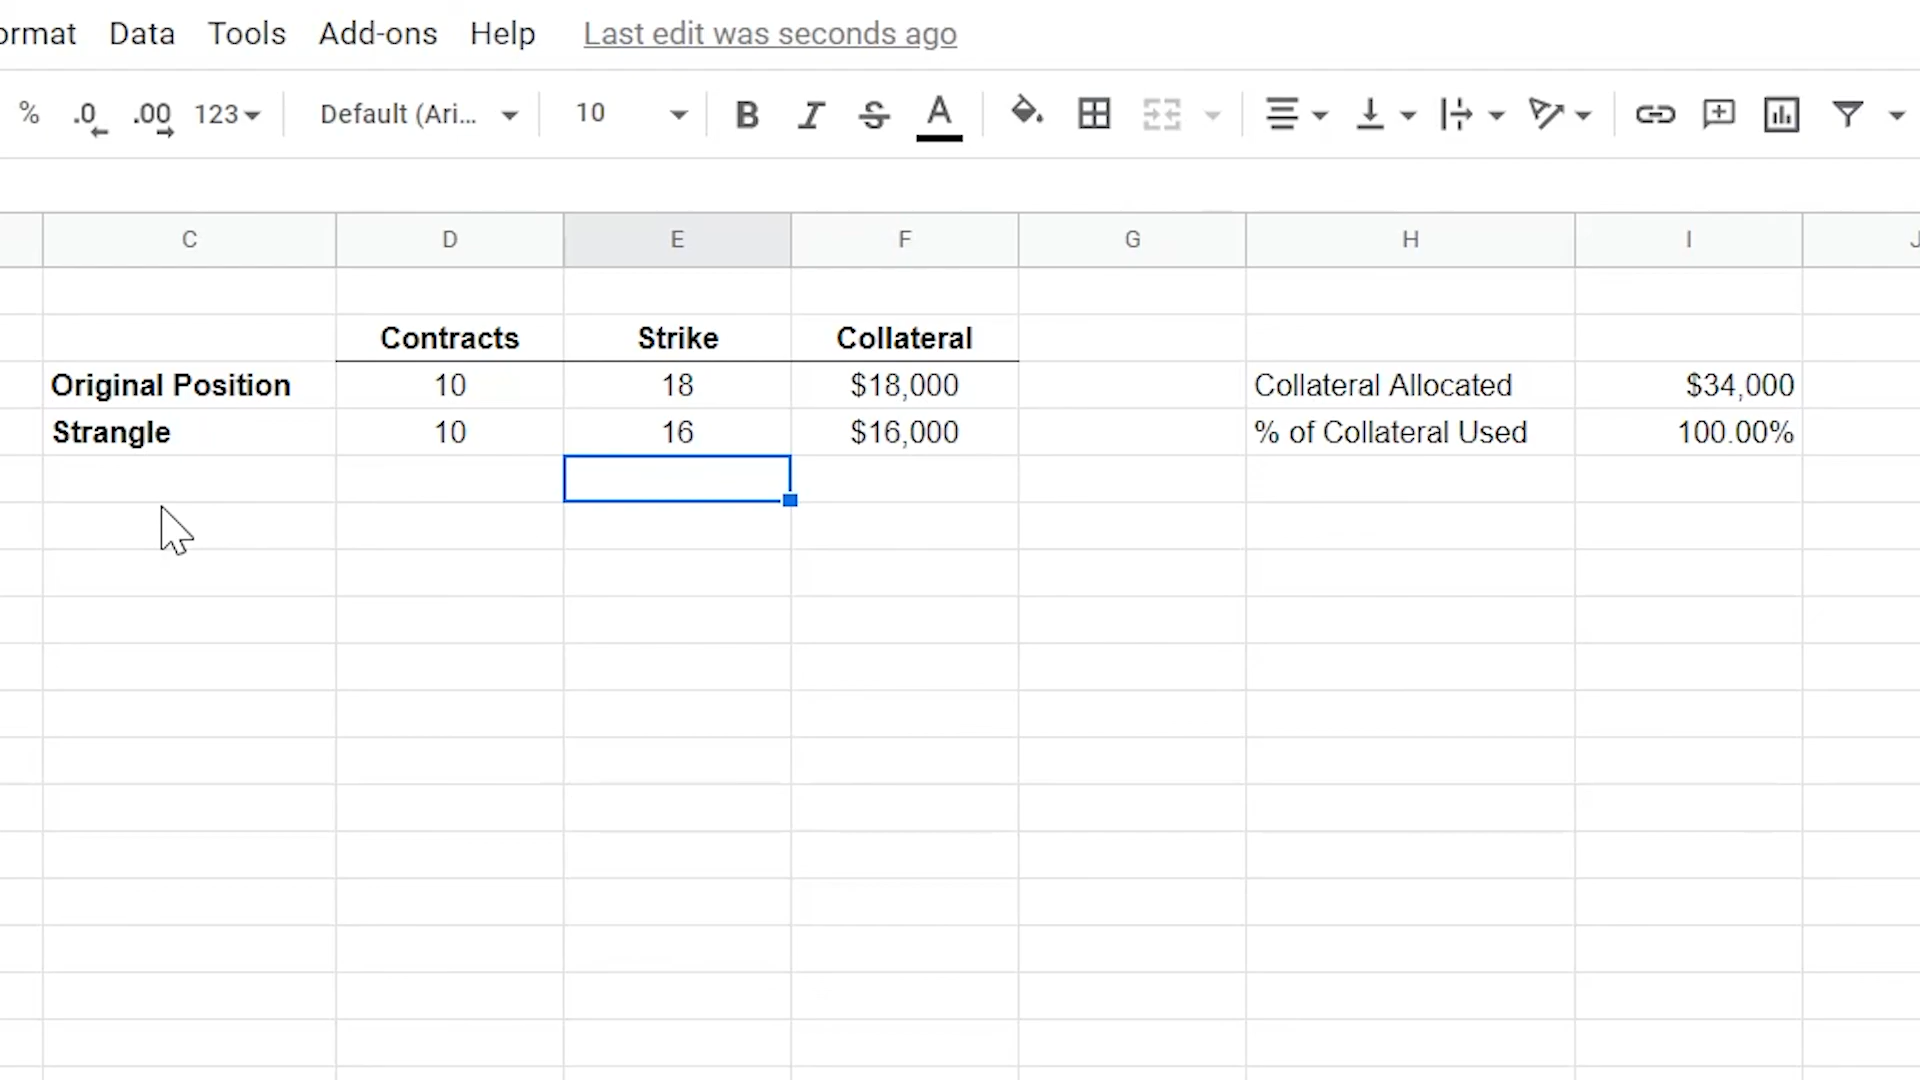 ormat Data Tools Add-ons Help Last edit was seconds ago
% .0 .00 123 Default (Ari... 10 B I S A
C D E F G H I J
Contracts Strike Collateral
Original Position 10 18 $18,000 Collateral Allocated $34,000
Strangle 10 16 $16,000 % of Collateral Used 100.00%